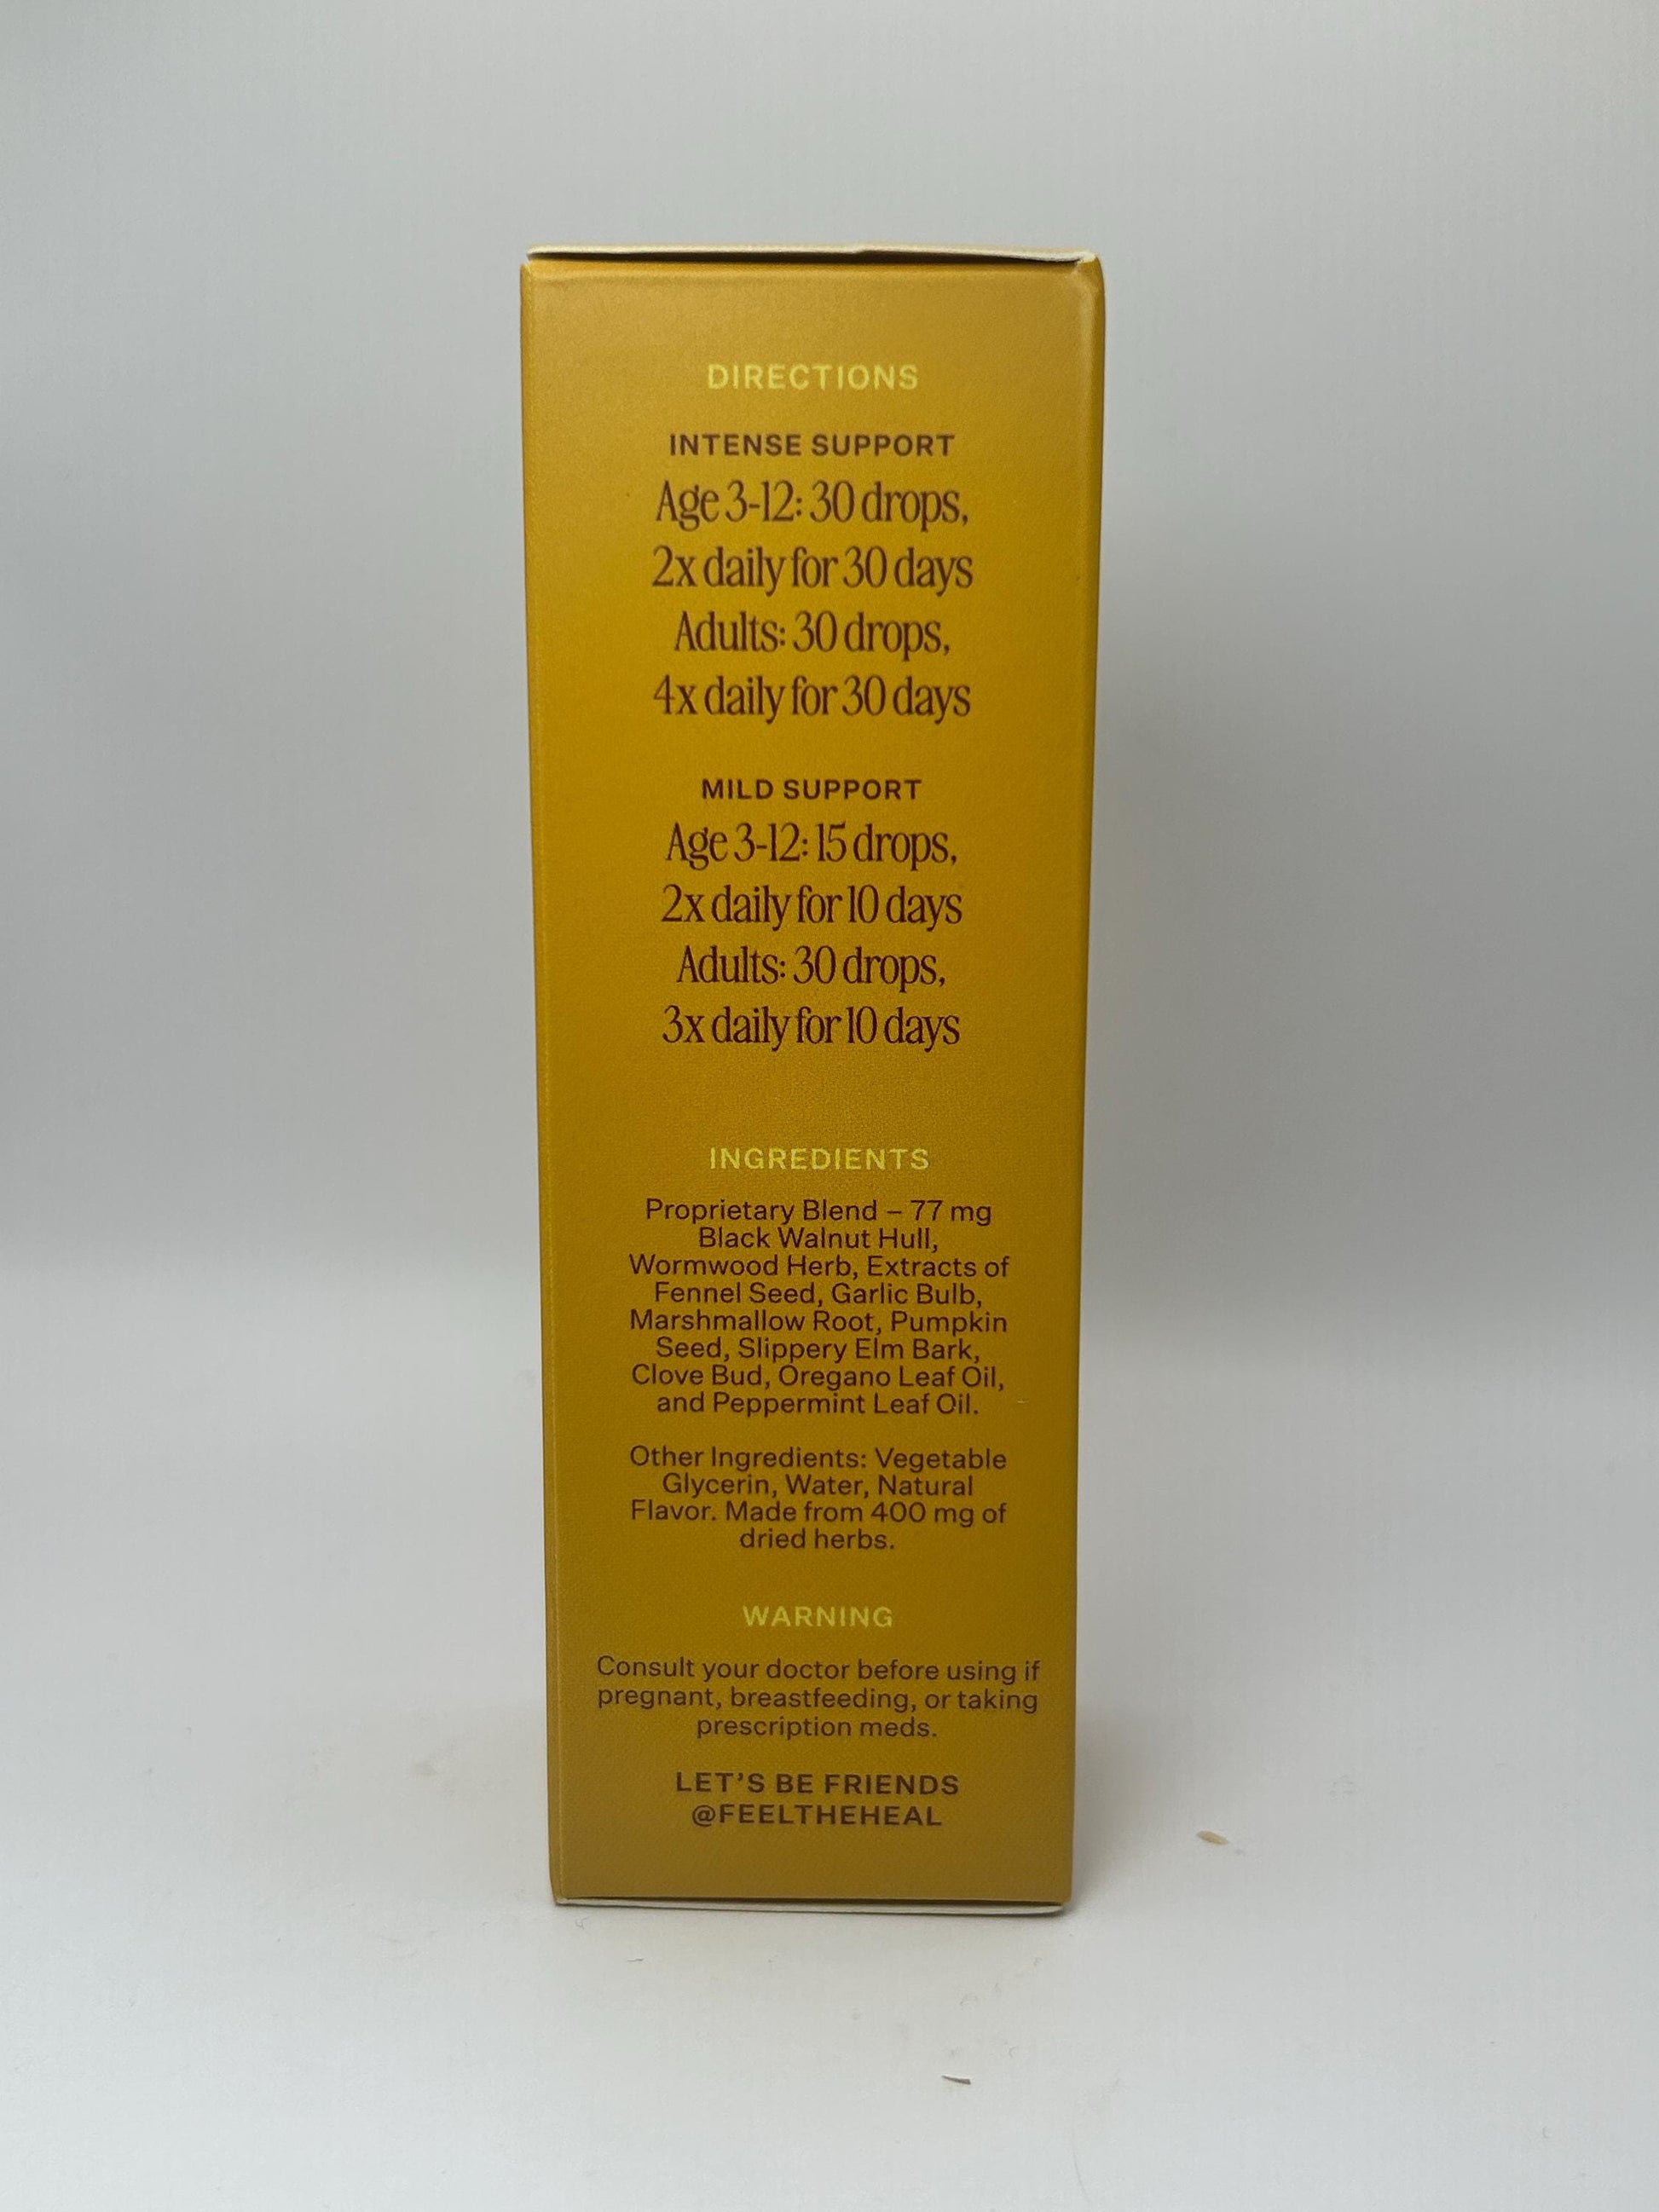 DIRECTIONS
INTENSE SUPPORT
Age 3-12: 30 drops,
2x daily for 30 days
Adults: 30 drops,
4x daily for 30 days
MILD SUPPORT
Age 3-12: 15 drops,
2x daily for 10 days
Adults: 30 drops,
3x daily for 10 days
INGREDIENTS
Proprietary Blend – 77 mg
Black Walnut Hull,
Wormwood Herb, Extracts of
Fennel Seed, Garlic Bulb,
Marshmallow Root, Pumpkin
Seed, Slippery Elm Bark,
Clove Bud, Oregano Leaf Oil,
and Peppermint Leaf Oil.
Other Ingredients: Vegetable
Glycerin, Water, Natural
Flavor. Made from 400 mg of
dried herbs.
WARNING
Consult your doctor before using if
pregnant, breastfeeding, or taking
prescription meds.
LET'S BE FRIENDS
@FEELTHEHEAL